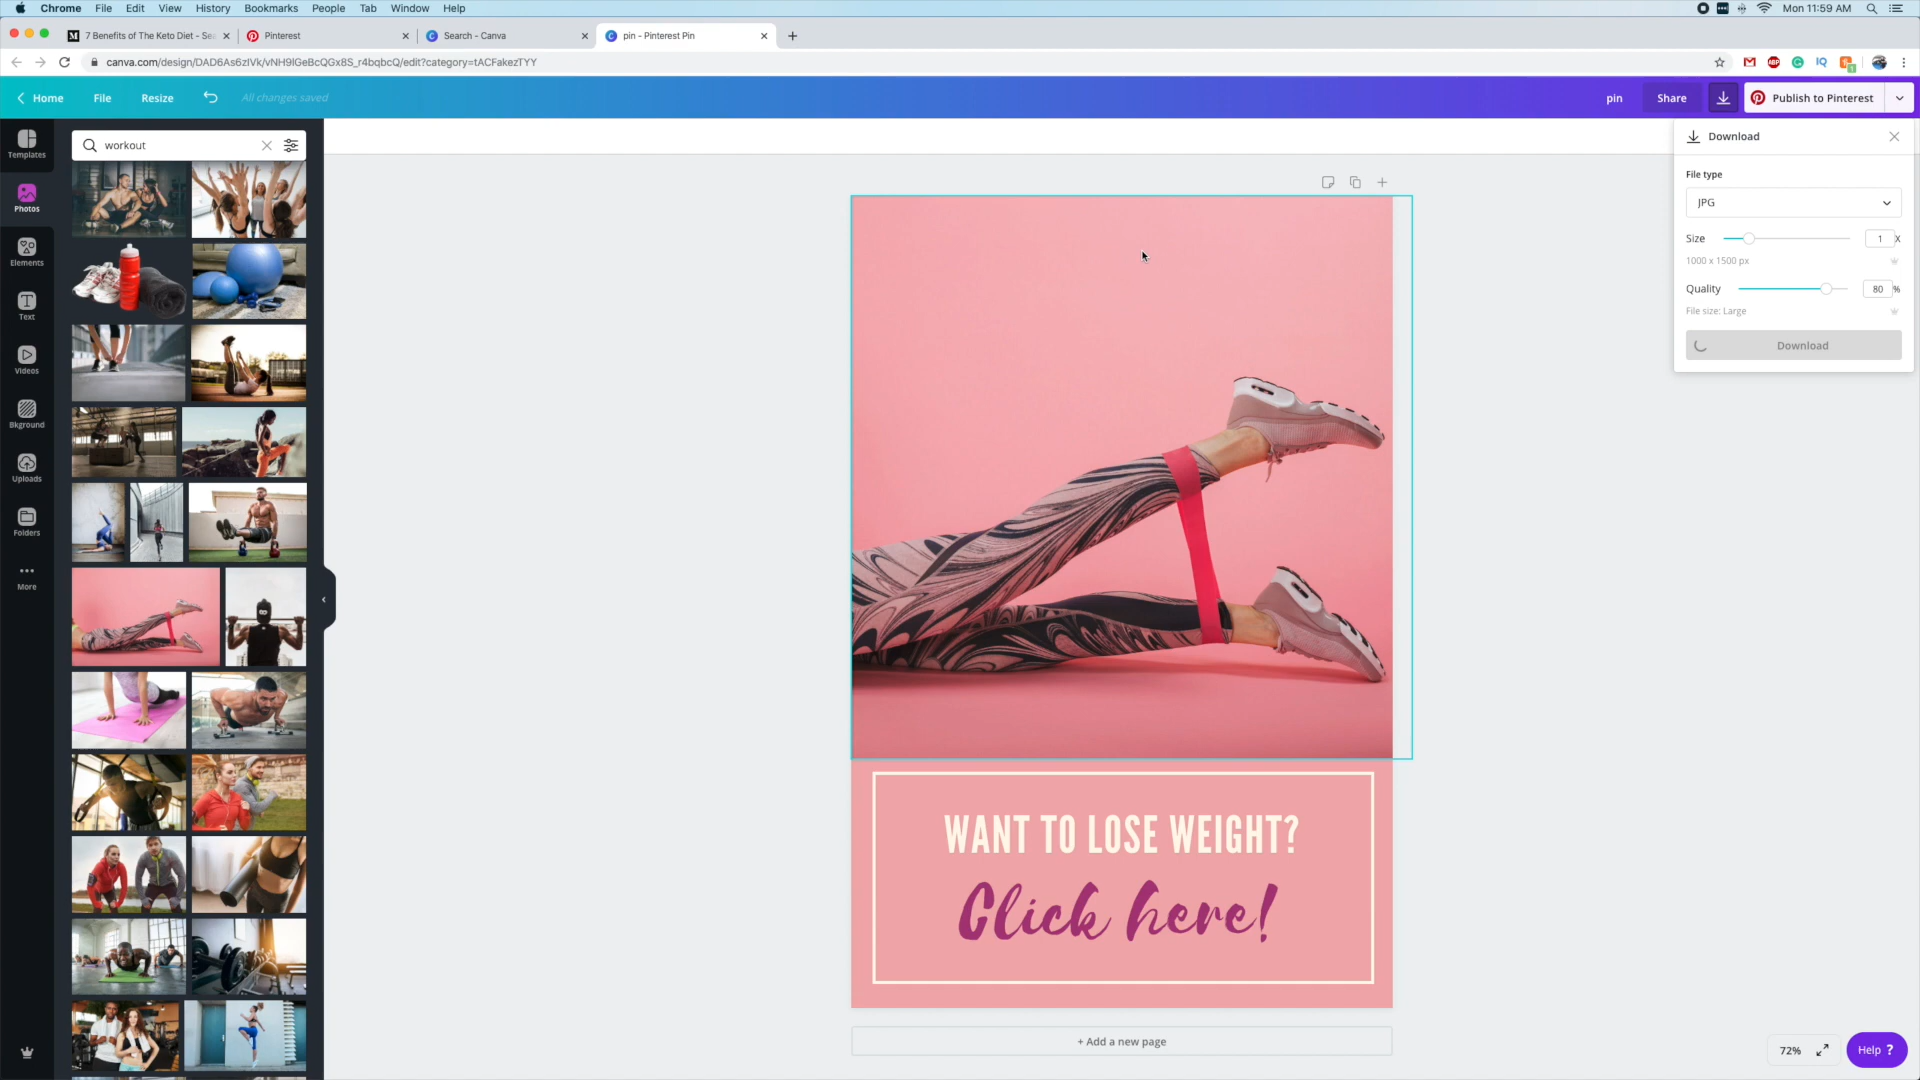 Chrome File Edit View History Bookmarks People Tab Window Help
Mon 11:59 AM
7 Benefits of The Keto Diet - Sea
Pinterest
Search - Canva
pin - Pinterest Pin
canva.com/design/DAD6As6zIVk/vNH9lGeBcQGx8S_r4bqbcQ/edit?category=tACFakezTYY
Home File Resize All changes saved
pin Share Publish to Pinterest
Templates
Photos
Elements
Text
Videos
Bkground
Uploads
Folders
More
workout
WANT TO LOSE WEIGHT?
Click here!
+ Add a new page
Download
File type
JPG
Size 1 X
1000 x 1500 px
Quality 80 %
File size: Large
Download
72%
Help ?